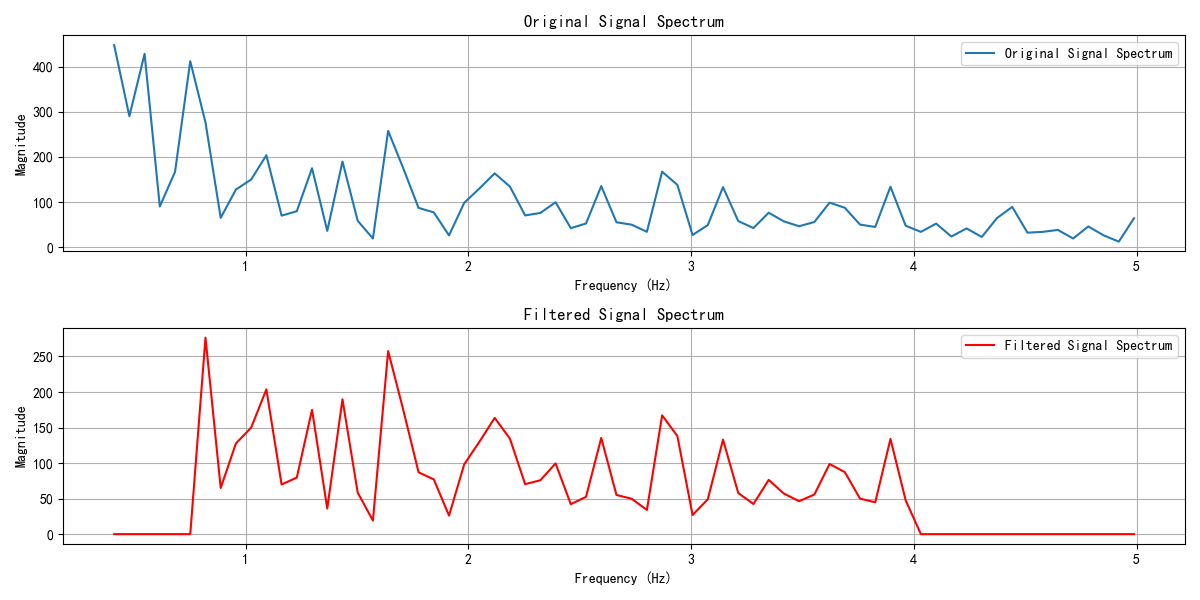 Original Signal Spectrum
Original Signal Spectrum
400
300
200
100
0
Magnitude
1 2 3 4 5
Frequency (Hz)
Filtered Signal Spectrum
Filtered Signal Spectrum
250
200
150
100
50
0
Magnitude
1 2 3 4 5
Frequency (Hz)